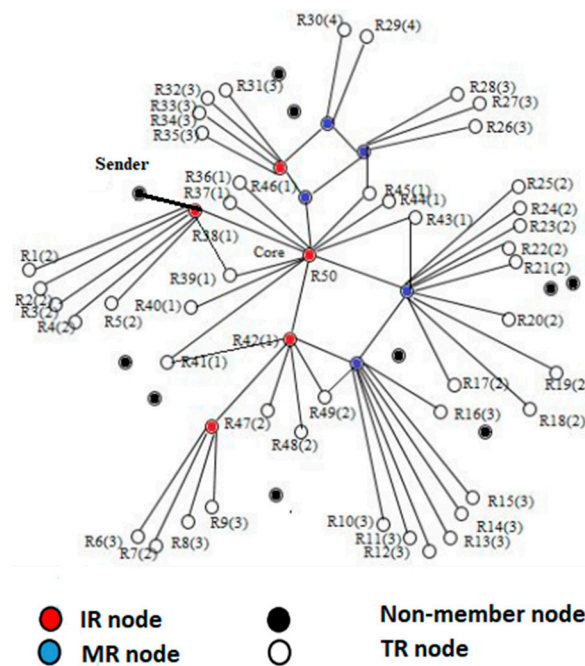 R30(4)
R29(4)
R32(3)
R31(3)
R33(3)
R34(3)
R35(3)
R28(3)
R27(3)
R26(3)
Sender
R36(1)
R46(1)
R37(1)
R45(1)
R44(1)
R43(1)
R25(2)
R24(2)
R23(2)
R22(2)
R21(2)
R38(1)
Core
R50
R1(2)
R2(2)
R3(2)
R4(2)
R5(2)
R39(1)
R40(1)
R20(2)
R42(1)
R41(1)
R19(2)
R18(2)
R17(2)
R16(3)
R49(2)
R47(2)
R48(2)
R15(3)
R14(3)
R13(3)
R10(3)
R11(3)
R12(3)
R9(3)
R6(3)
R7(2)
R8(3)
IR node
Non-member node
MR node
TR node